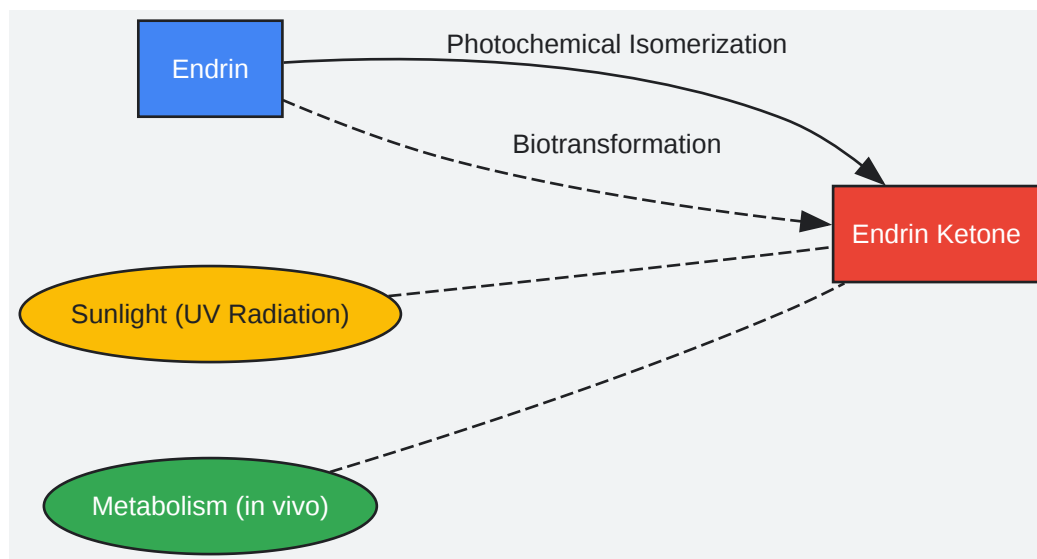 Photochemical Isomerization
Endrin
Biotransformation
Endrin Ketone
Sunlight (UV Radiation)
Metabolism (in vivo)